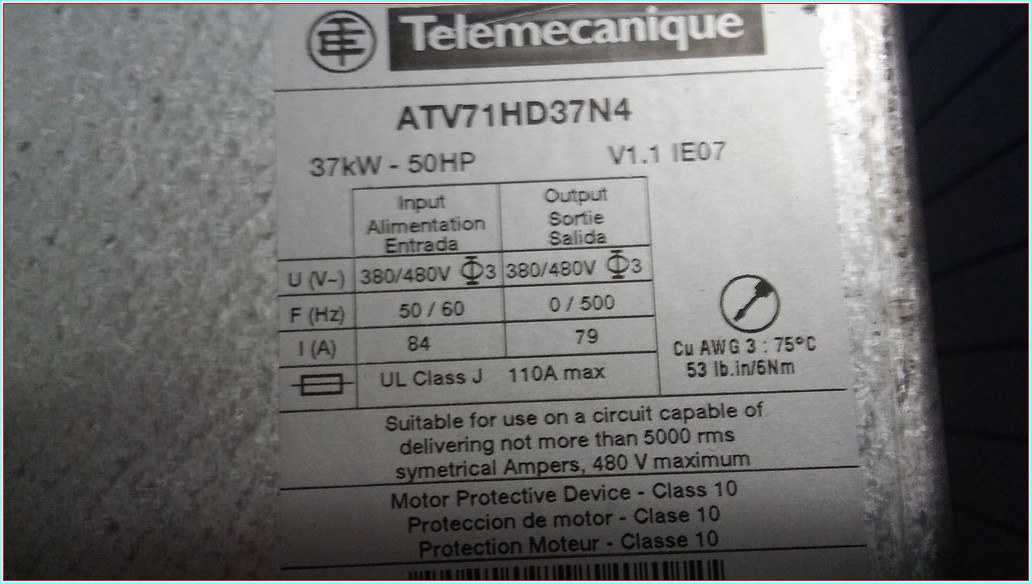 Telemecanique
ATV71HD37N4
37kW - 50HP V1.1 IE07
Input Output
Alimentation Sortie
Entrada Salida
U (V~) 380/480V Φ3 380/480V Φ3
F (Hz) 50 / 60 0 / 500
I (A) 84 79
UL Class J 110A max
Cu AWG 3 : 75°C
53 lb.in/6Nm
Suitable for use on a circuit capable of
delivering not more than 5000 rms
symetrical Ampers, 480 V maximum
Motor Protective Device - Class 10
Proteccion de motor - Clase 10
Protection Moteur - Classe 10